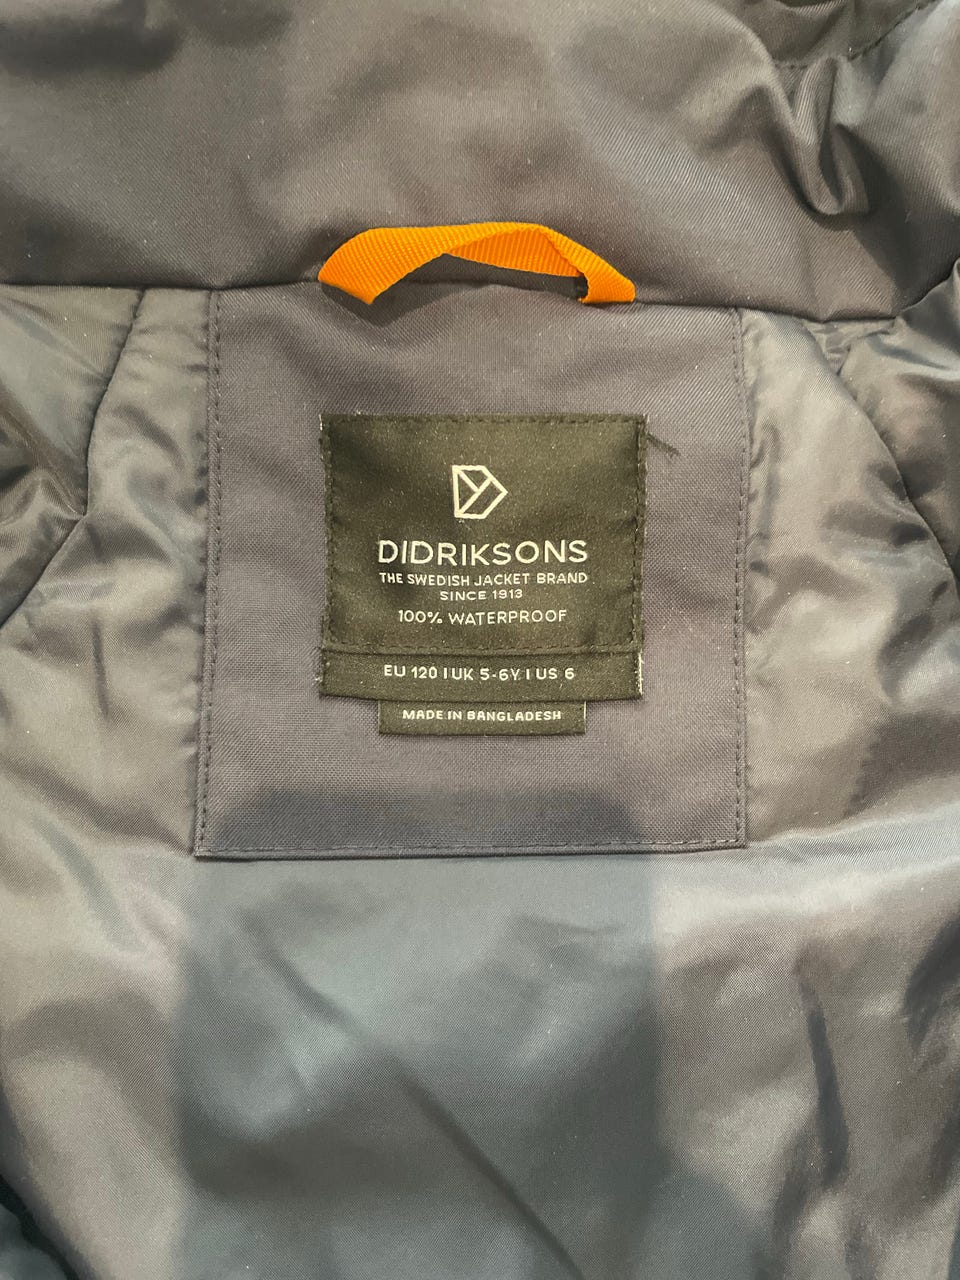 DIDRIKSONS
THE SWEDISH JACKET BRAND
SINCE 1913
100% WATERPROOF
EU 120 | UK 5-6Y | US 6
MADE IN BANGLADESH